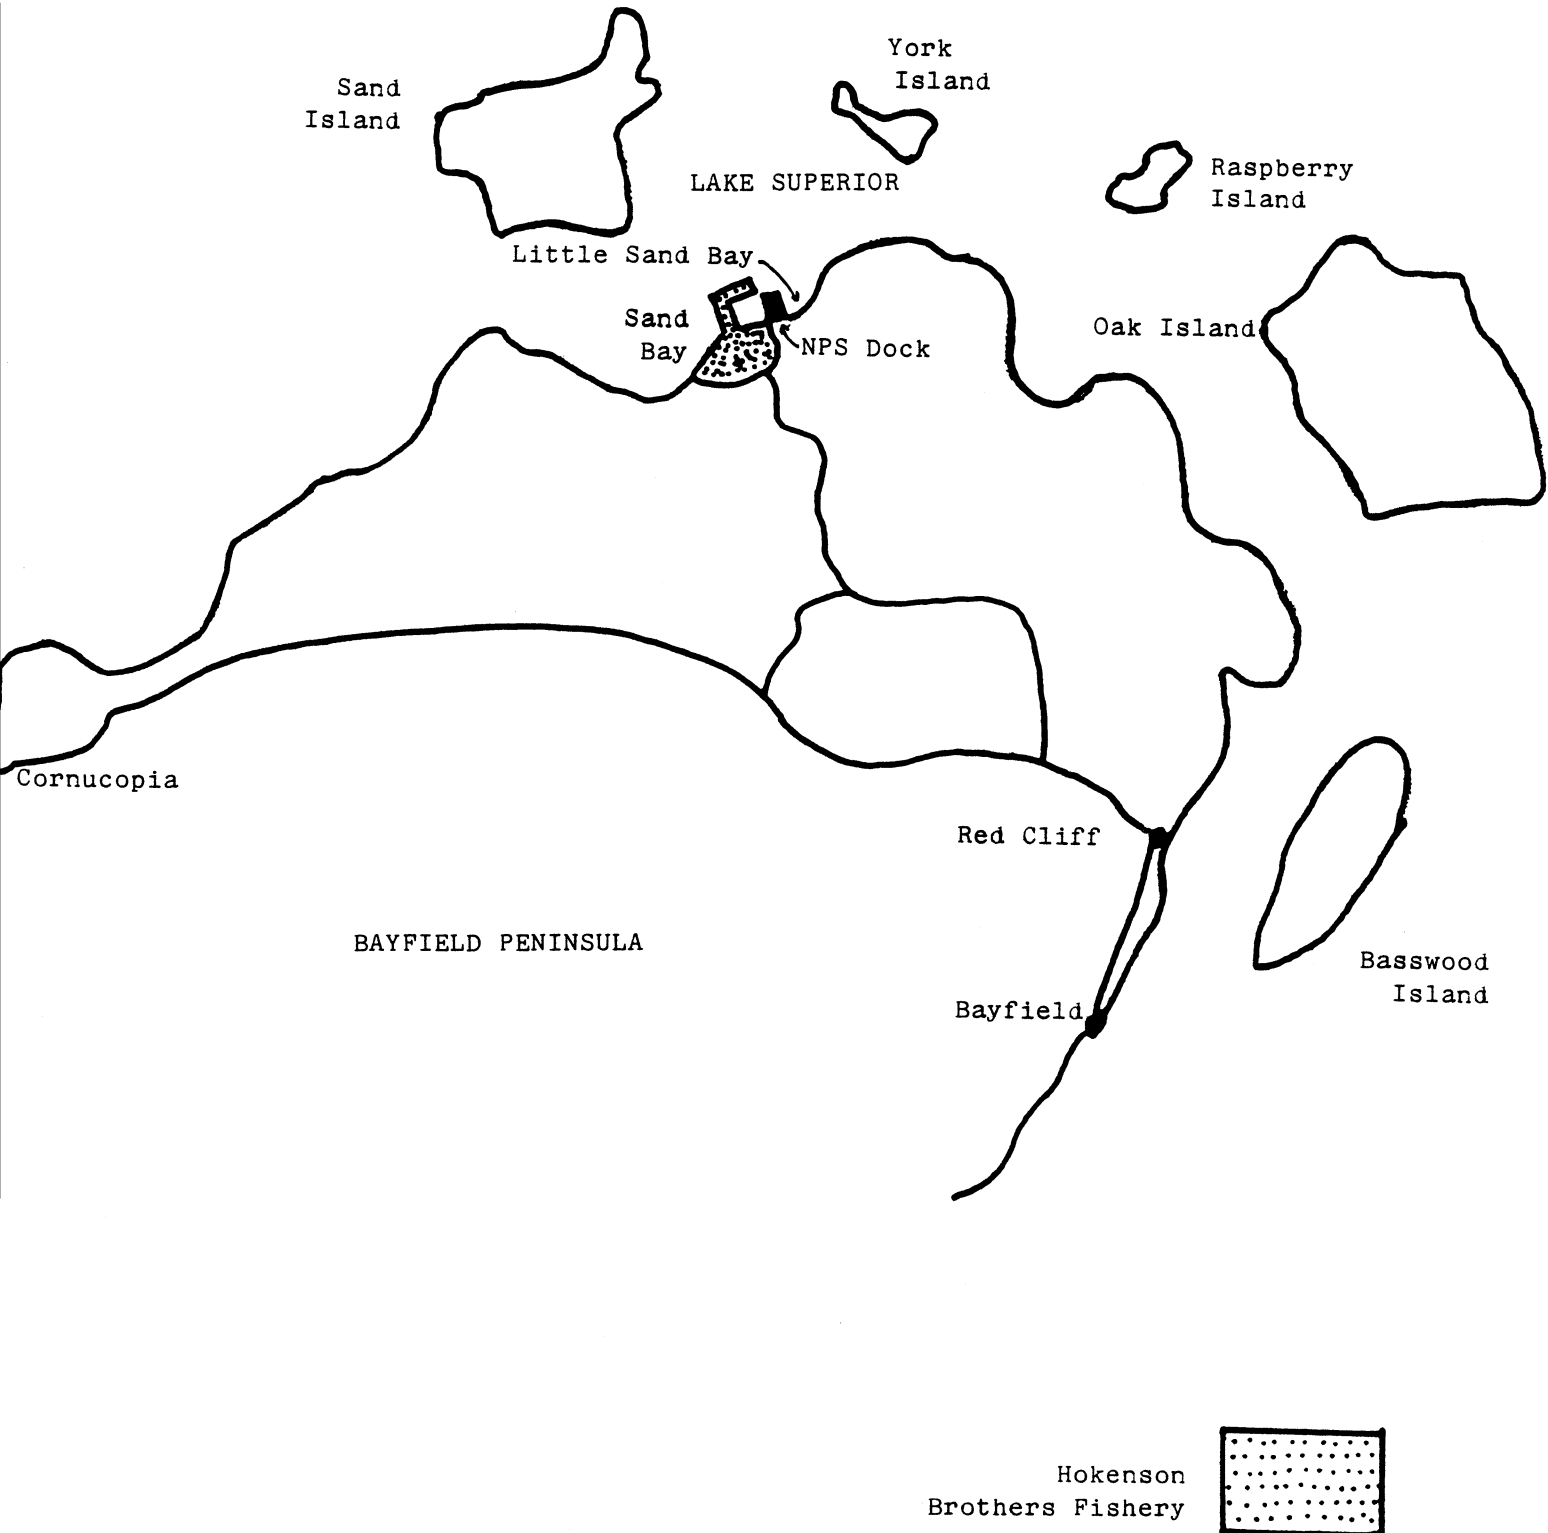 York
Island
Sand
Island
Raspberry
Island
LAKE SUPERIOR
Little Sand Bay
Sand
Bay
NPS Dock
Oak Island
Cornucopia
Red Cliff
BAYFIELD PENINSULA
Basswood
Island
Bayfield
Hokenson
Brothers Fishery